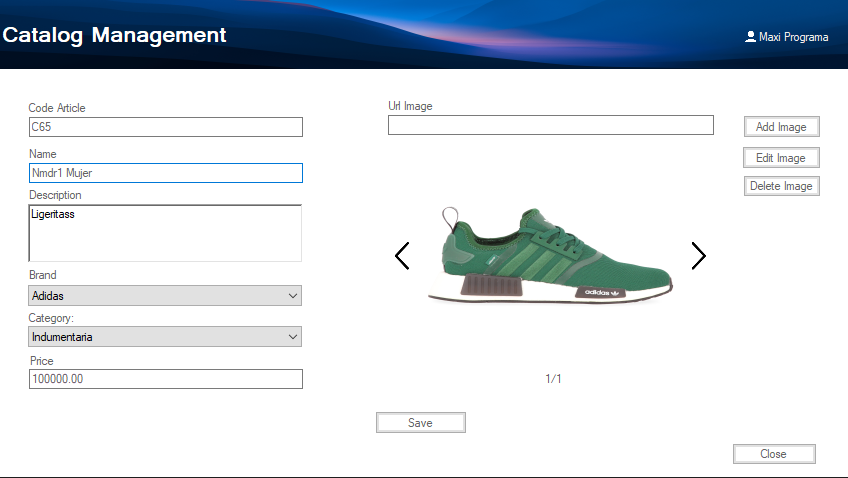 Catalog Management
Maxi Programa
Code Article
C65
Name
Nmdr1 Mujer
Description
Ligeritass
Brand
Adidas
Category:
Indumentaria
Price
100000.00
Url Image
Add Image
Edit Image
Delete Image
adidas
1/1
Save
Close